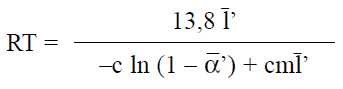 RT = 13,8 l̅’ / –c ln (1 – α̅’) + cml̅’